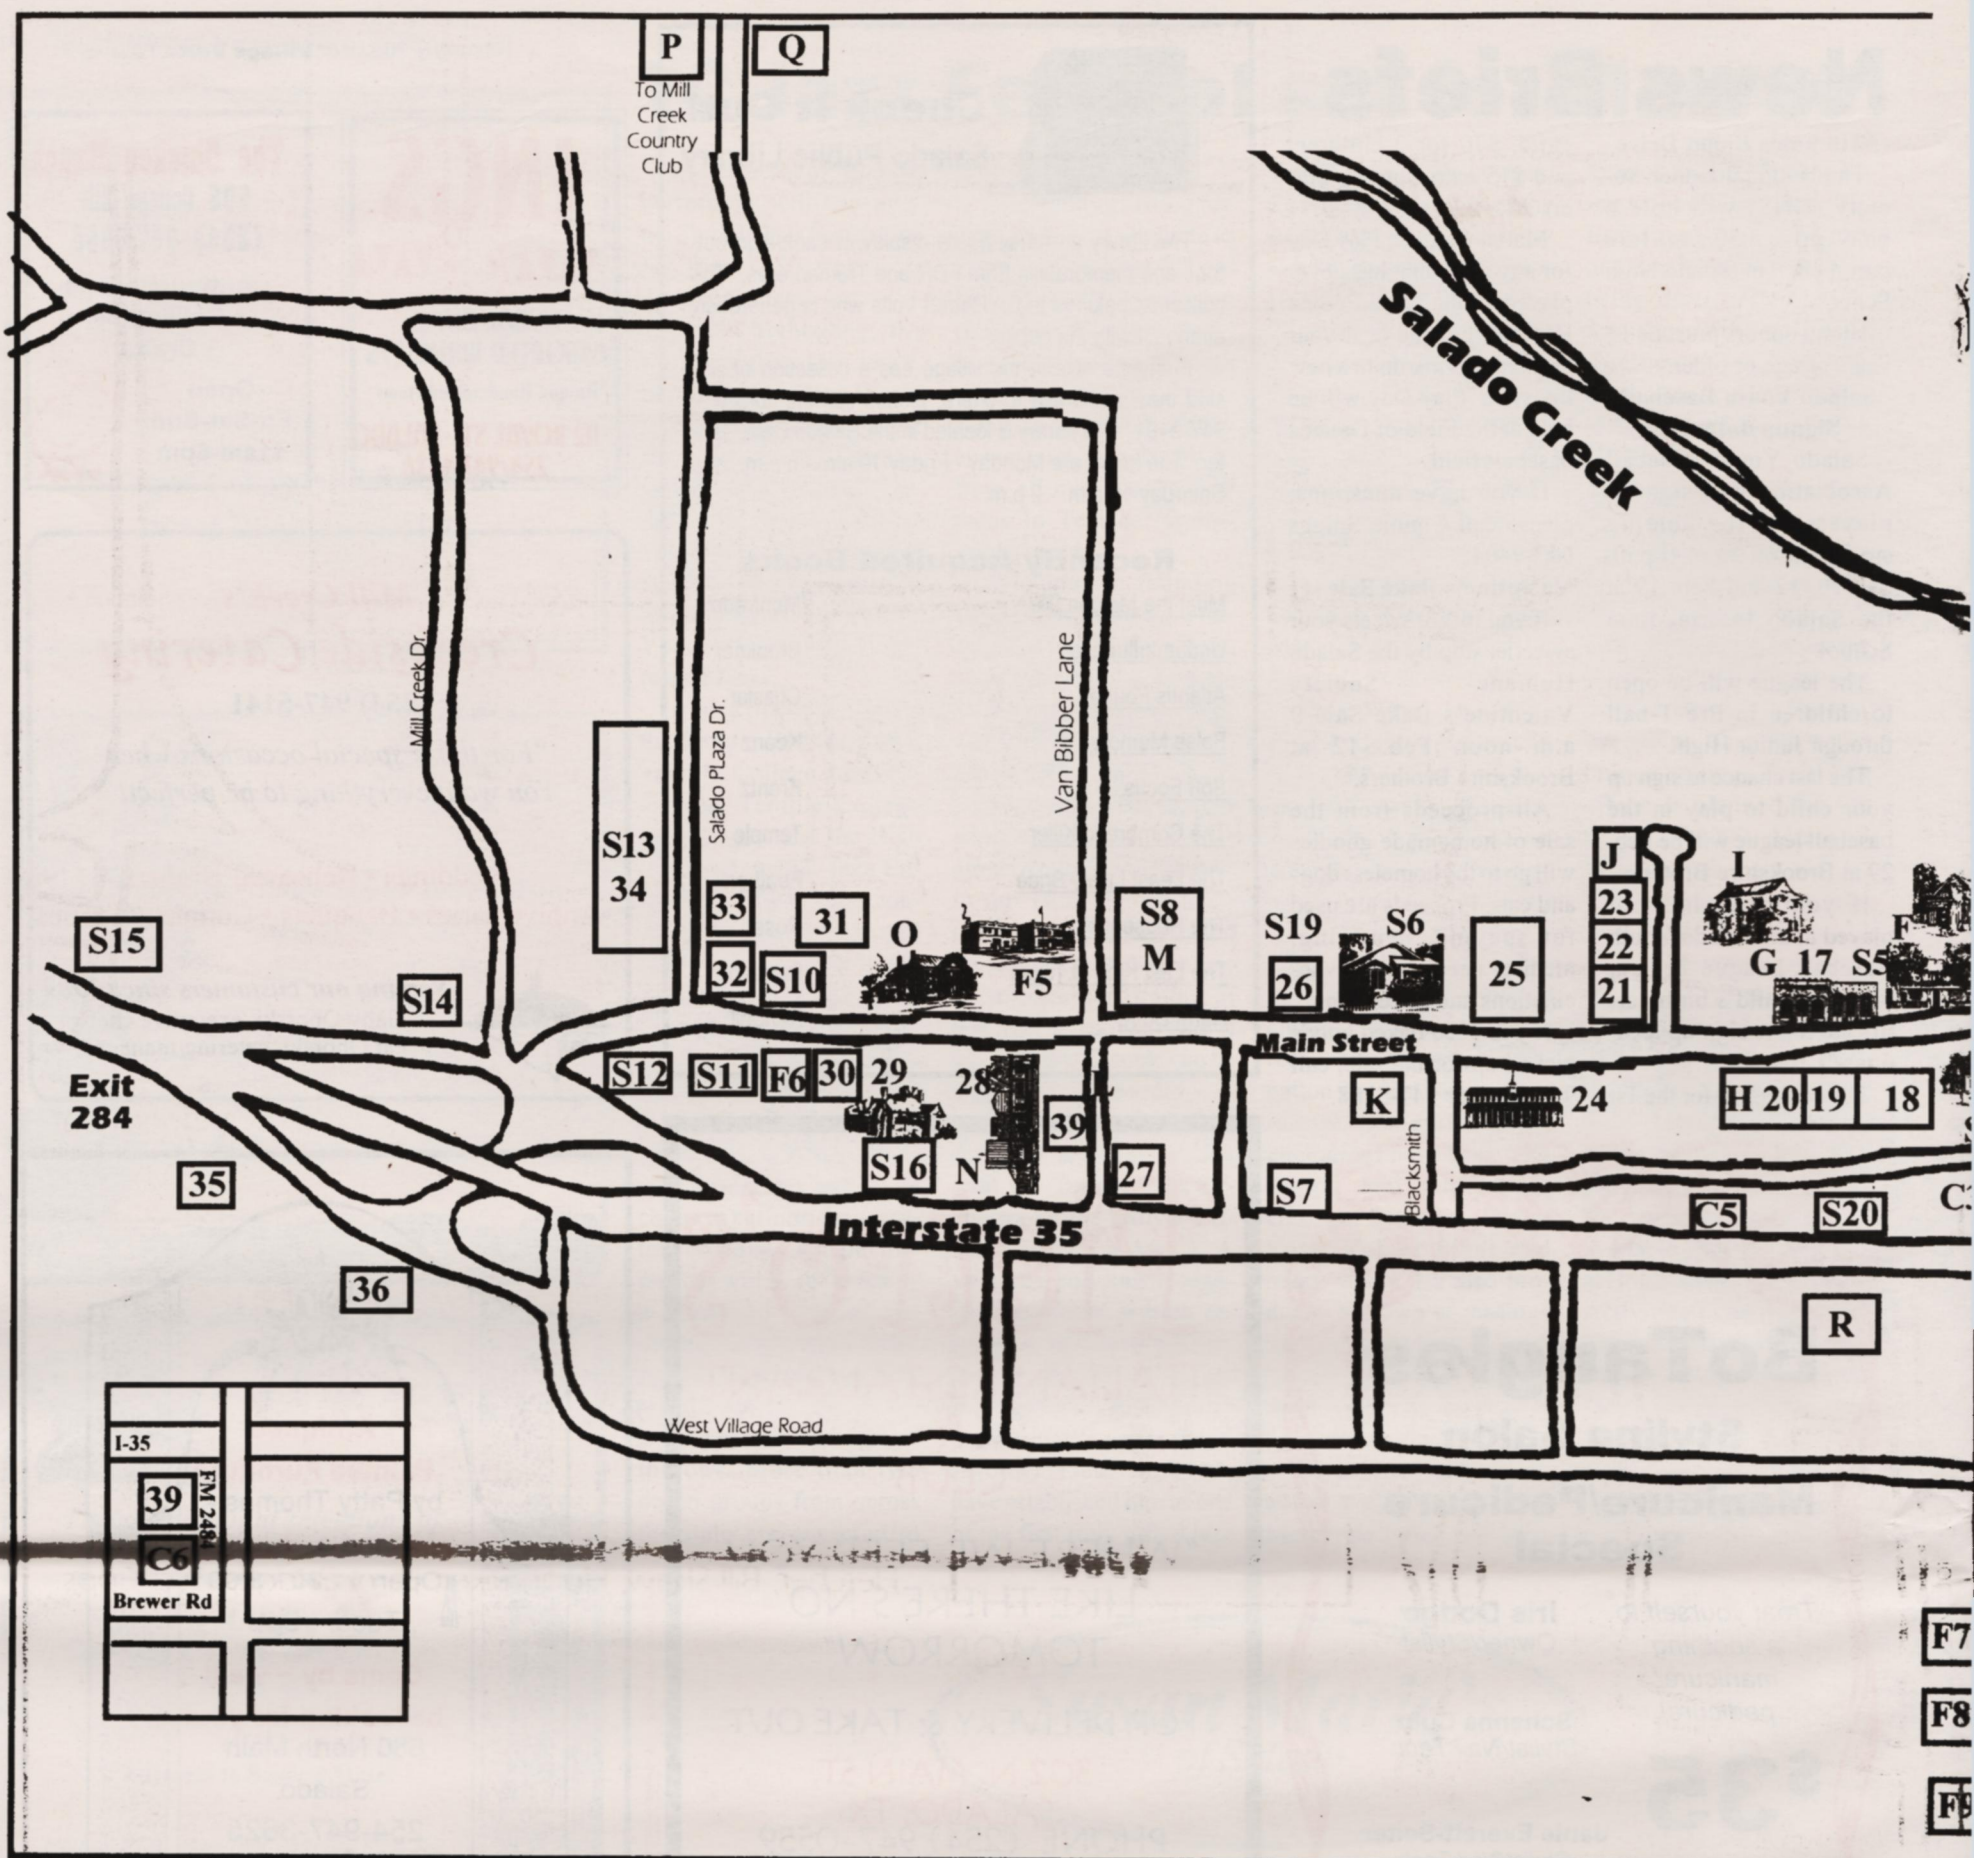 P
Q
To Mill
Creek
Country
Club
Salado Creek
Mill Creek Dr.
Salado Plaza Dr.
Van Bibber Lane
S13
34
33
32
31
S10
O
F5
S8
M
S19
26
S6
25
J
23
22
21
I
G 17 S5
F
S15
S14
Exit
284
Main Street
S12
S11
F6
30
29
28
L
39
K
24
H 20
19
18
S16
N
27
S7
Blacksmith
C5
S20
35
36
Interstate 35
R
West Village Road
I-35
39
FM 2484
C6
Brewer Rd
F7
F8
F9